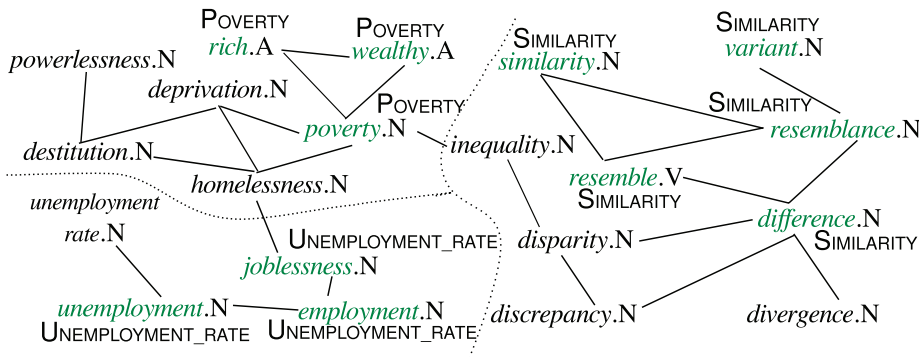 POVERTY
rich.A
POVERTY
wealthy.A
powerlessness.N
deprivation.N
POVERTY
poverty.N
destitution.N
homelessness.N
SIMILARITY
similarity.N
SIMILARITY
variant.N
SIMILARITY
resemblance.N
inequality.N
resemble.V
SIMILARITY
difference.N
SIMILARITY
disparity.N
discrepancy.N
divergence.N
unemployment
rate.N
UNEMPLOYMENT_RATE
joblessness.N
unemployment.N
UNEMPLOYMENT_RATE
employment.N
UNEMPLOYMENT_RATE